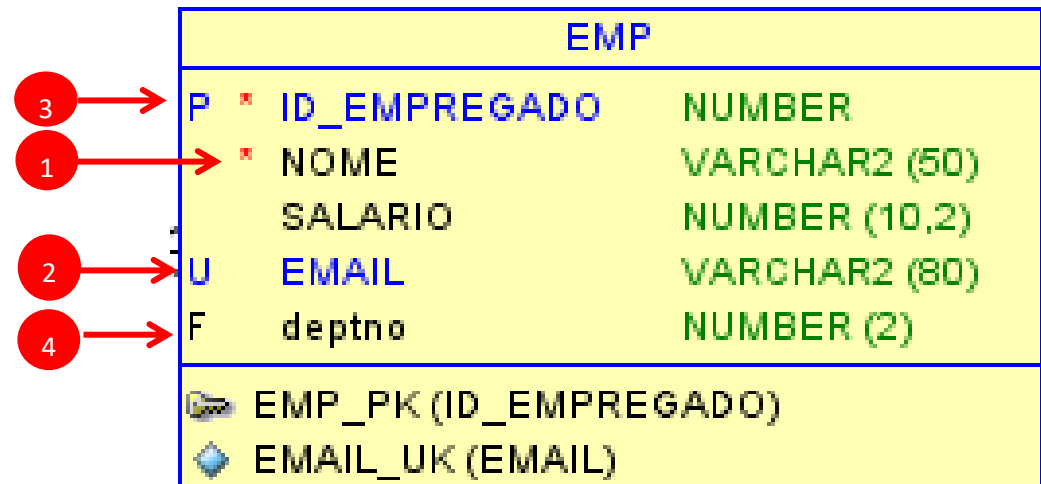 EMP
3 P * ID_EMPREGADO NUMBER
1 * NOME VARCHAR2 (50)
SALARIO NUMBER (10,2)
2 U EMAIL VARCHAR2 (80)
4 F deptno NUMBER (2)
EMP_PK (ID_EMPREGADO)
EMAIL_UK (EMAIL)